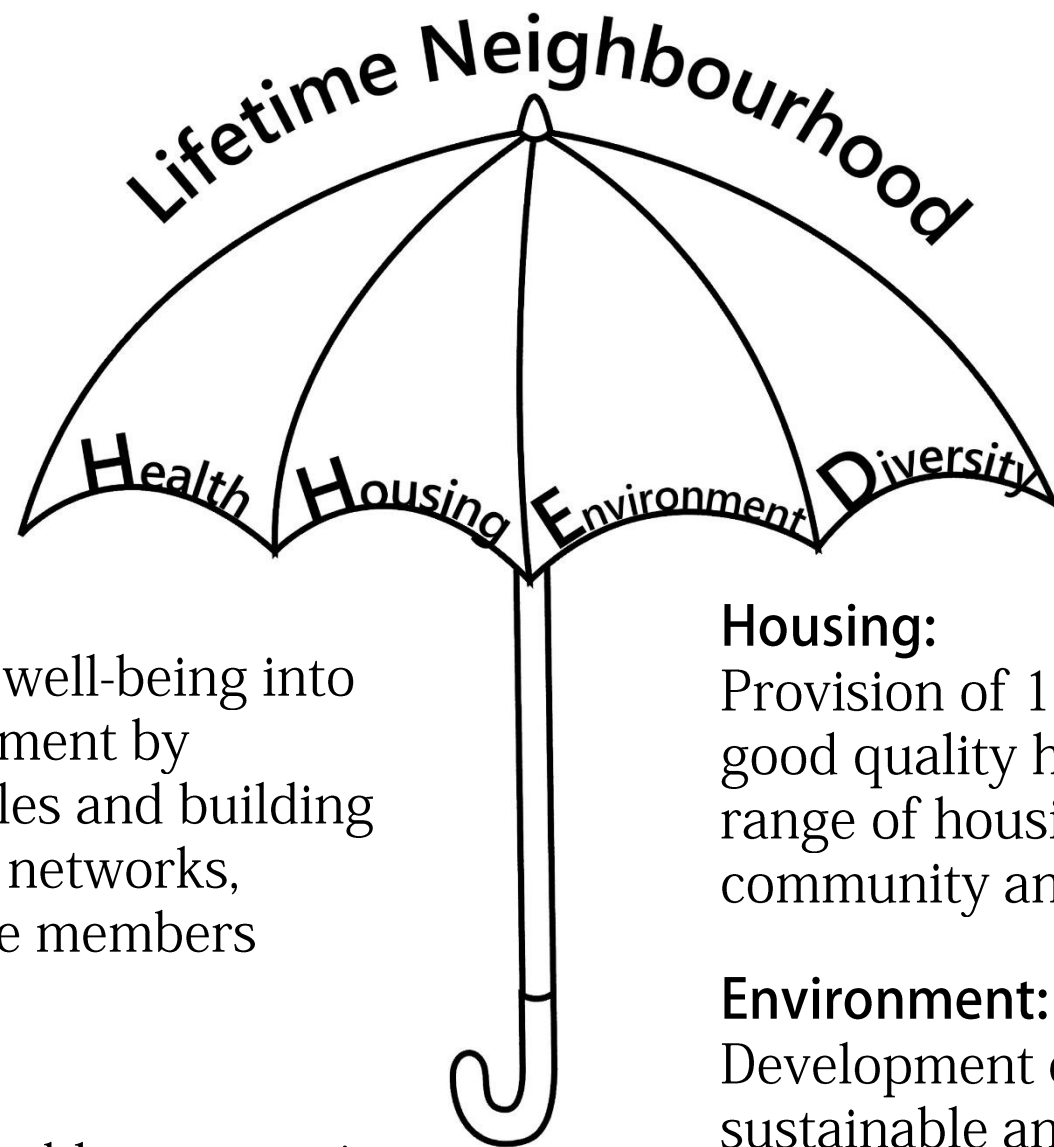 Lifetime Neighbourhood
Health
Housing
Environment
Diversity
well-being into
ment by
les and building
networks,
e members
Housing:
Provision of 1
good quality h
range of housi
community an
Environment:
Development
sustainable an